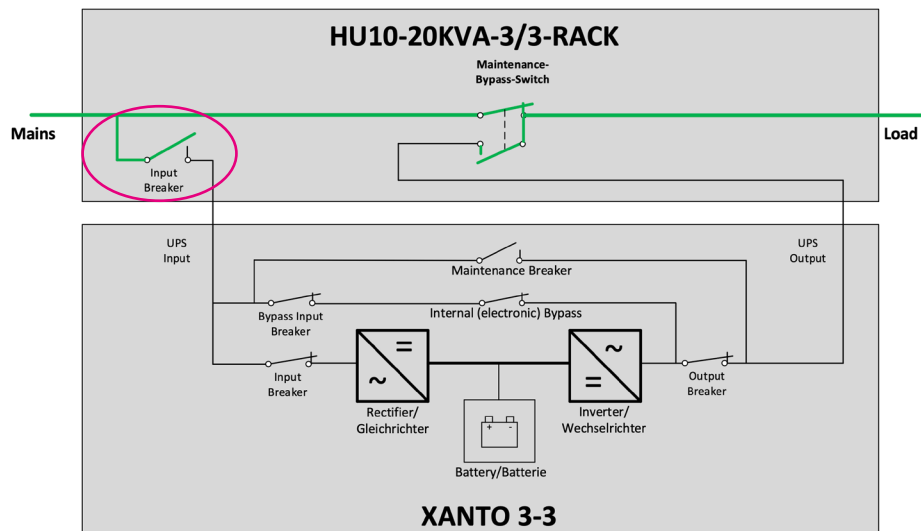 HU10-20KVA-3/3-RACK
Maintenance-
Bypass-Switch
Mains
Load
Input
Breaker
UPS
Input
UPS
Output
Maintenance Breaker
Bypass Input
Breaker
Internal (electronic) Bypass
=
~
~
=
Input
Breaker
Output
Breaker
Rectifier/
Gleichrichter
Inverter/
Wechselrichter
+ -
Battery/Batterie
XANTO 3-3